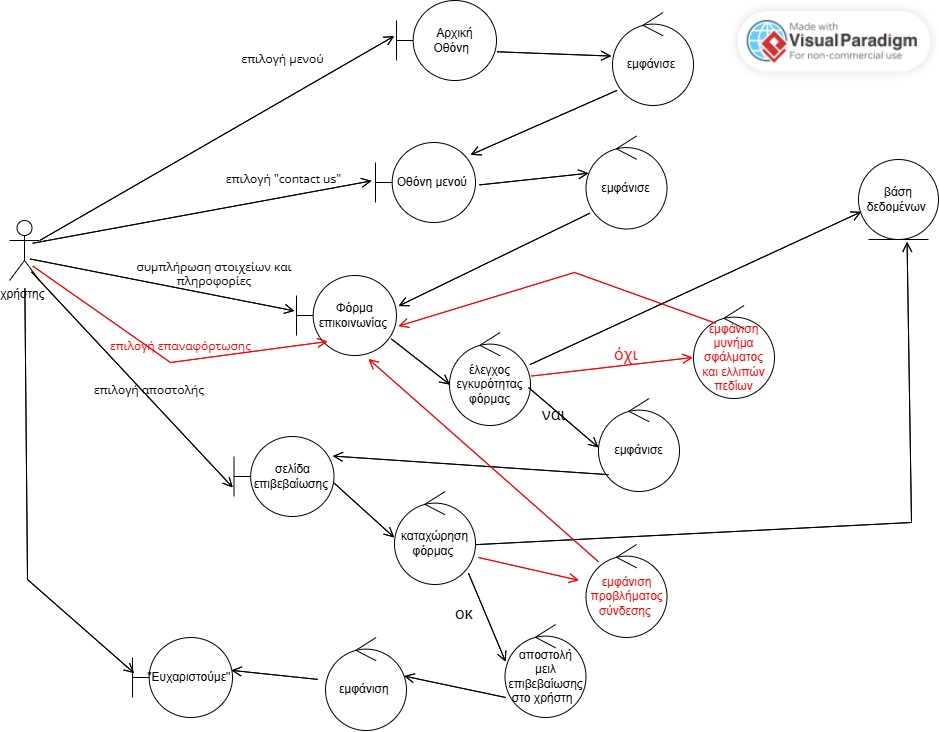 Made with
VisualParadigm
For non-commercial use
Αρχική
Οθόνη
επιλογή μενού
εμφάνισε
επιλογή "contact us"
Οθόνη μενού
εμφάνισε
βάση
δεδομένων
χρήστης
συμπλήρωση στοιχείων και
πληροφορίες
Φόρμα
επικοινωνίας
επιλογή επαναφόρτωσης
έλεγχος
εγκυρότητας
φόρμας
όχι
εμφάνιση
μυνήμα
σφάλματος
και ελλιπών
πεδίων
επιλογή αποστολής
ναι
εμφάνισε
σελίδα
επιβεβαίωσης
καταχώρηση
φόρμας
εμφάνιση
προβλήματος
σύνδεσης
οκ
αποστολή
μειλ
επιβεβαίωσης
στο χρήστη
εμφάνιση
"Ευχαριστούμε"